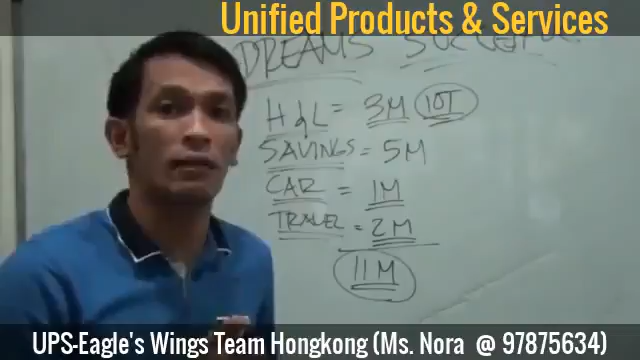 Unified Products & Services
DREAMS
H & L = 3M 10T
SAVINGS = 5M
CAR = 1M
TRAVEL = 2M
11M
UPS-Eagle's Wings Team Hongkong (Ms. Nora @ 97875634)